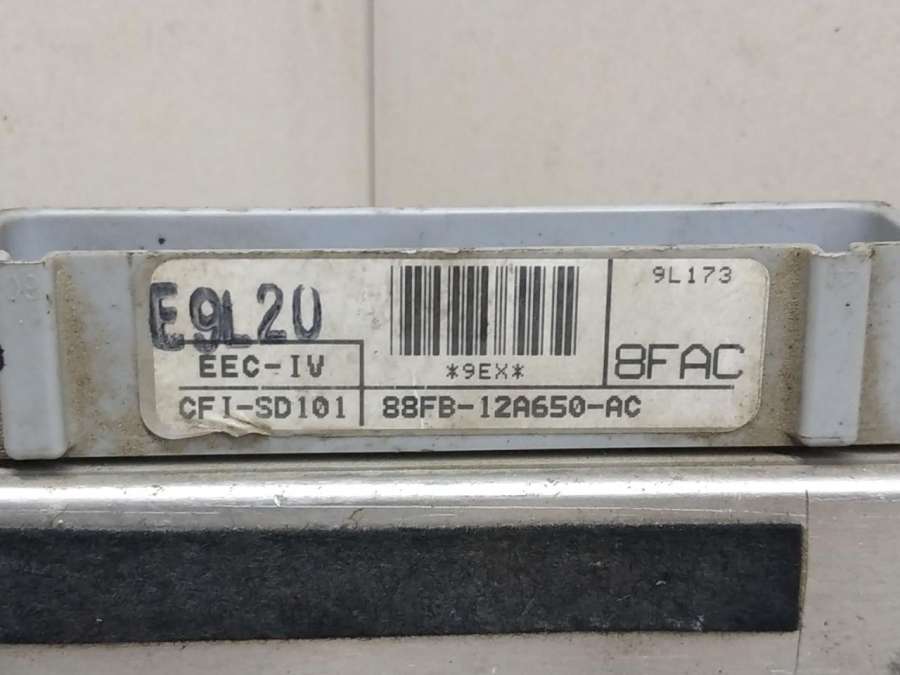 E9L20
9L173
EEC-IV
*9EX*
8FAC
CFI-SD101
88FB-12A650-AC